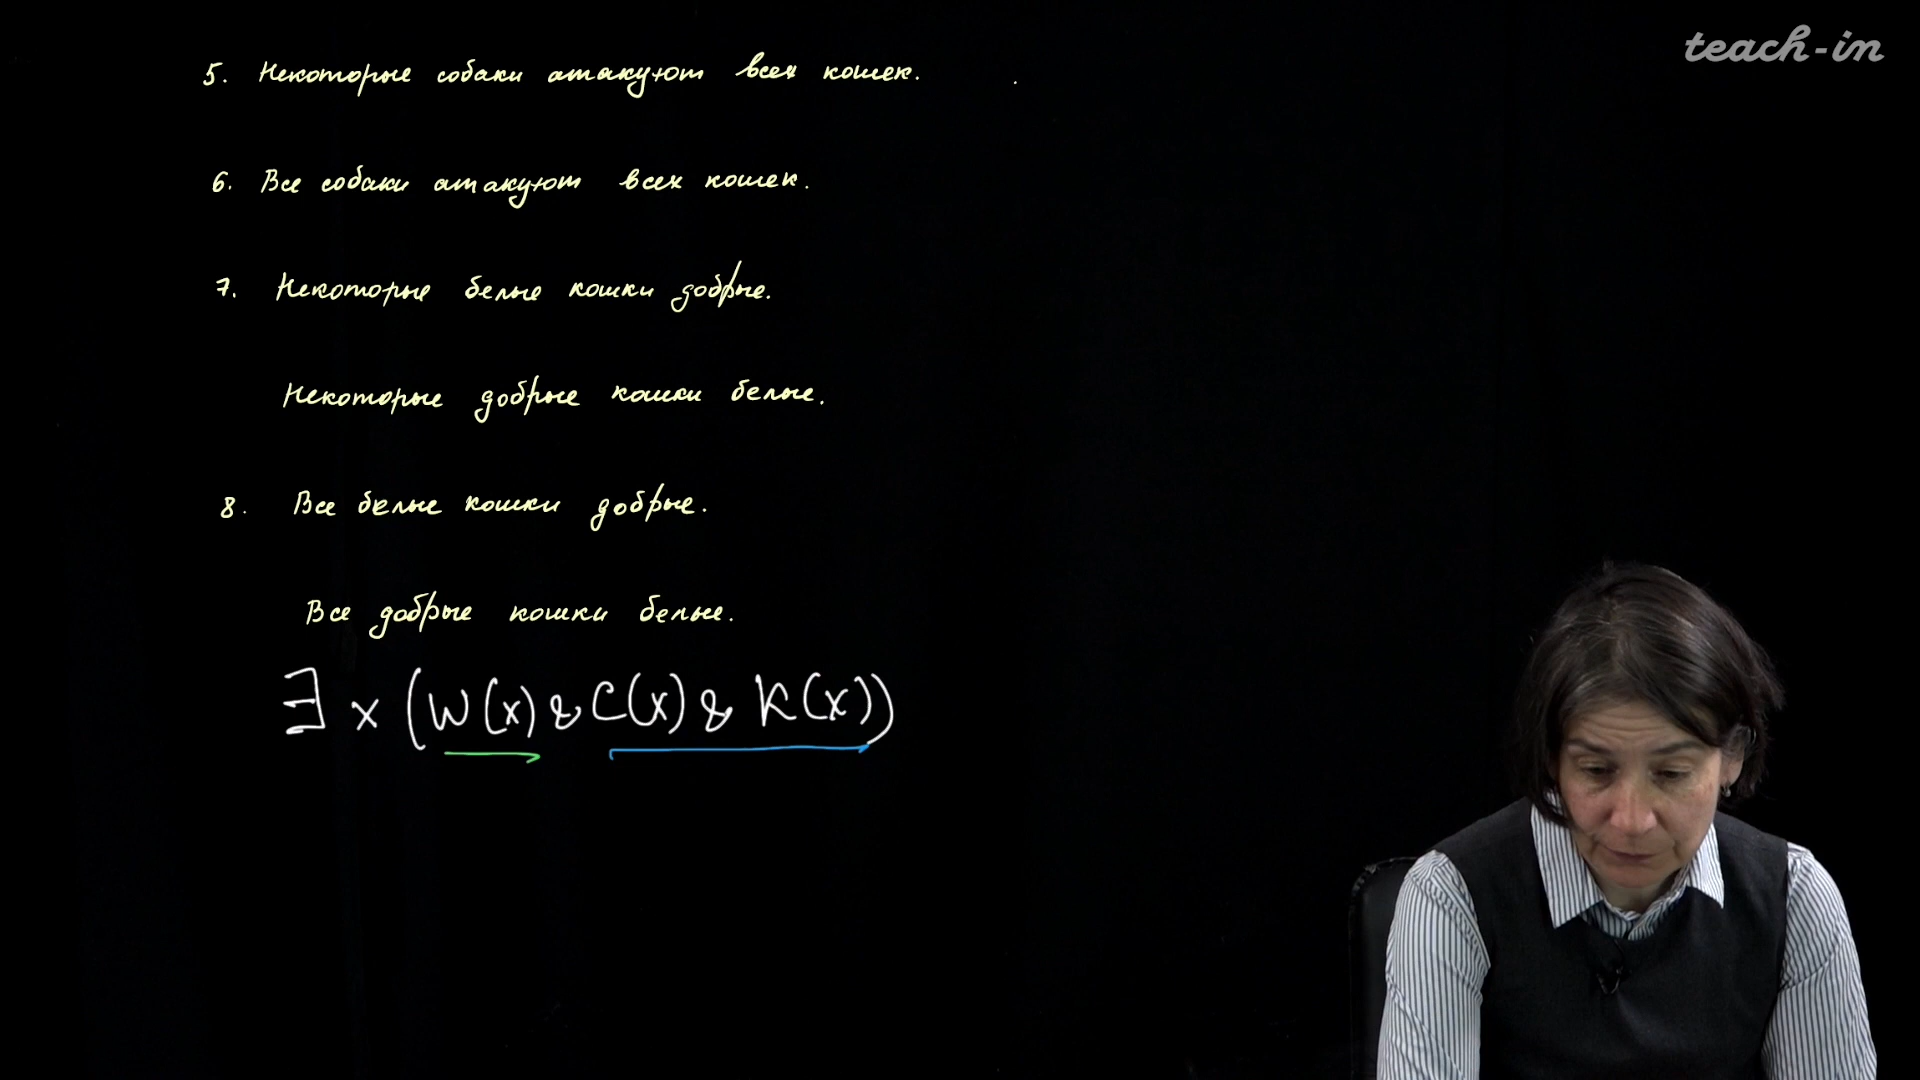 teach-in
5. Некоторые собаки атакуют всех кошек.
6. Все собаки атакуют всех кошек.
7. Некоторые белые кошки добрые.
Некоторые добрые кошки белые.
8. Все белые кошки добрые.
Все добрые кошки белые.
∃ x (W(x) & C(x) & K(x))